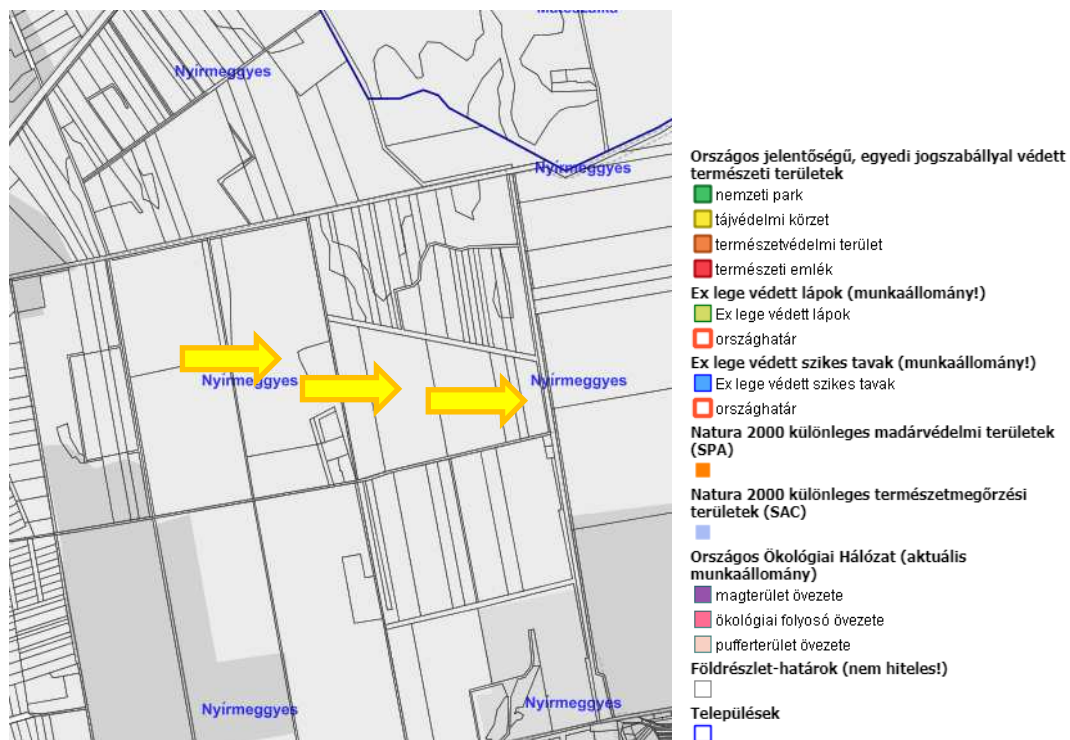 Nyírmeggyes
Nyírmeggyes
Nyírmeggyes
Nyírmeggyes
Nyírmeggyes
Nyírmeggyes
Országos jelentőségű, egyedi jogszabállyal védett
természeti területek
nemzeti park
tájvédelmi körzet
természetvédelmi terület
természeti emlék
Ex lege védett lápok (munkaállomány!)
Ex lege védett lápok
országhatár
Ex lege védett szikes tavak (munkaállomány!)
Ex lege védett szikes tavak
országhatár
Natura 2000 különleges madárvédelmi területek
(SPA)
Natura 2000 különleges természetmegőrzési
területek (SAC)
Országos Ökológiai Hálózat (aktuális
munkaállomány)
magterület övezete
ökológiai folyosó övezete
pufferterület övezete
Földrészlet-határok (nem hiteles!)
Települések